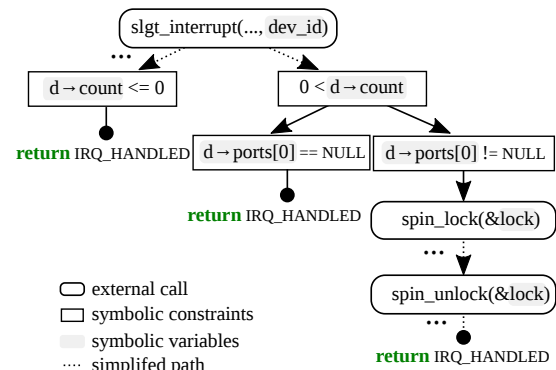 slgt_interrupt(..., dev_id)
...
d→count <= 0
0 < d→count
return IRQ_HANDLED
d→ports[0] == NULL
d→ports[0] != NULL
return IRQ_HANDLED
spin_lock(&lock)
...
spin_unlock(&lock)
...
return IRQ_HANDLED
external call
symbolic constraints
symbolic variables
simplifed path